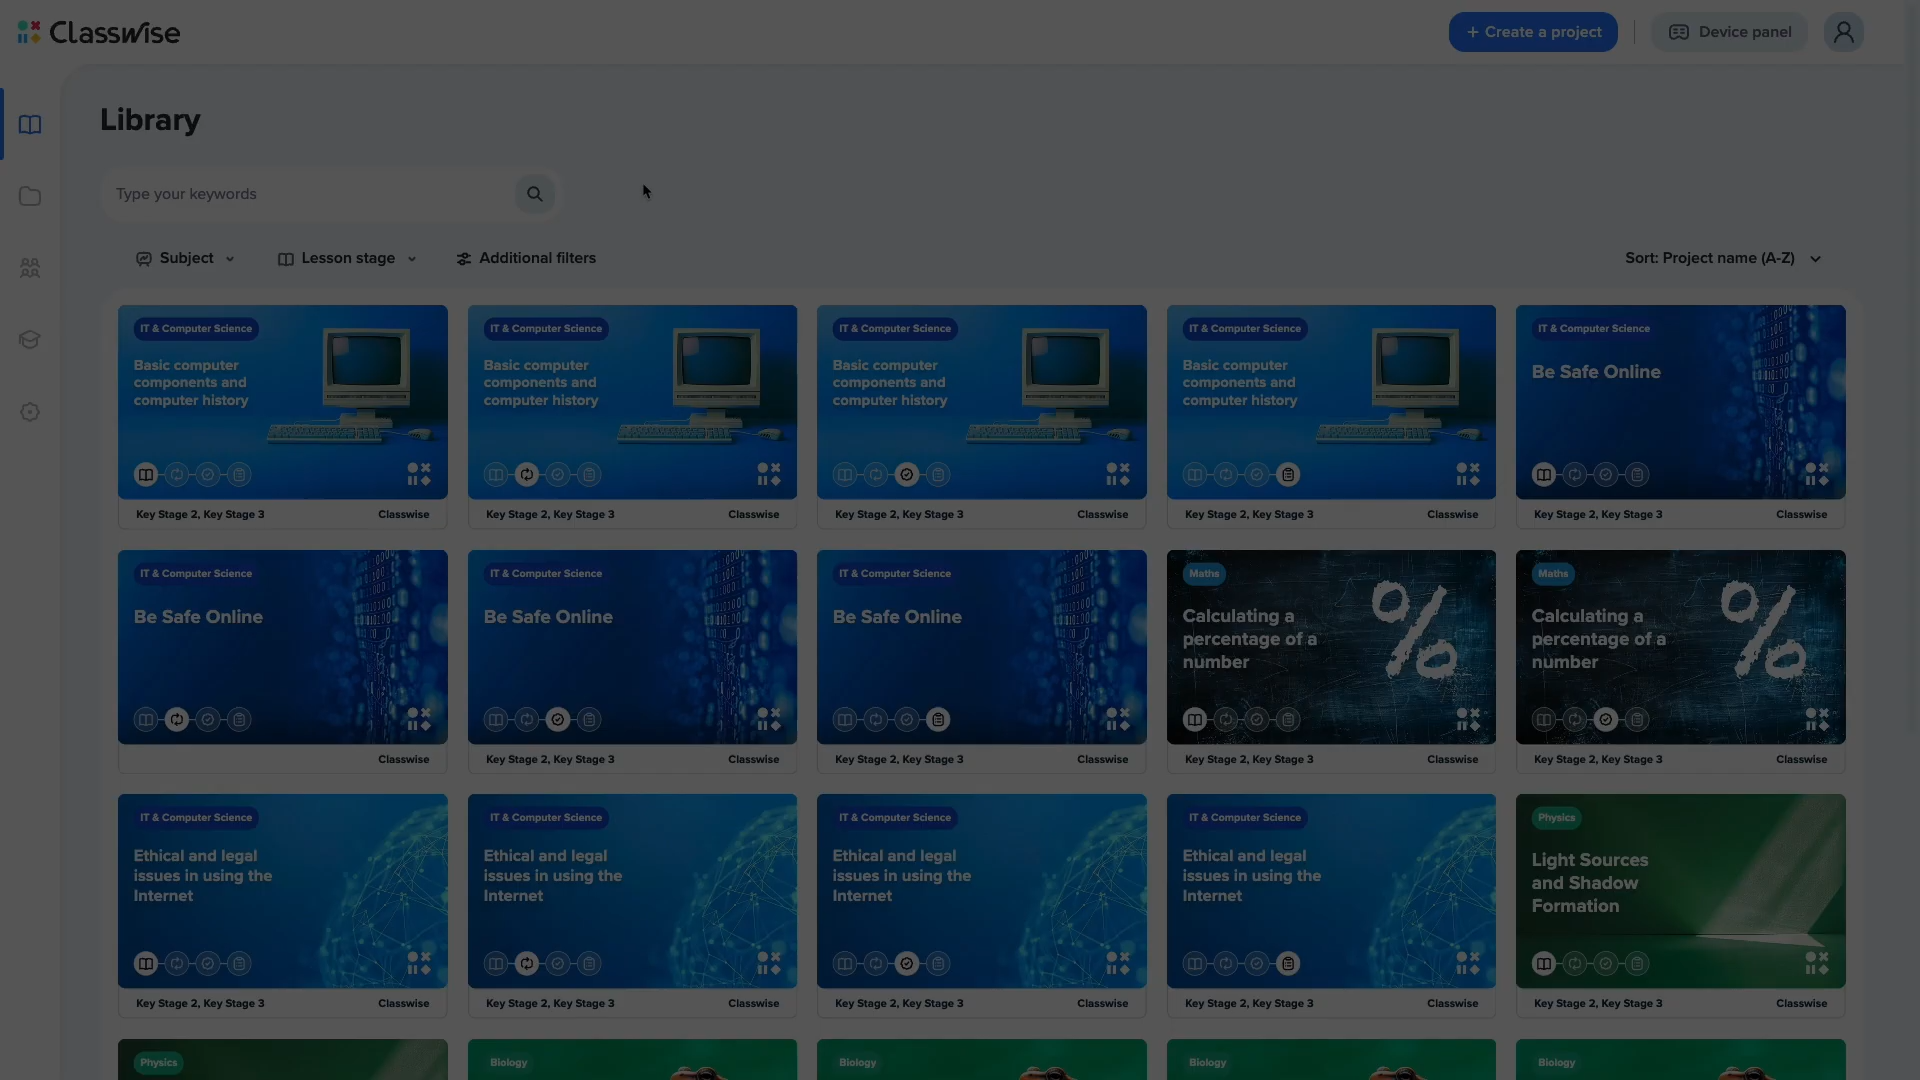 Classwise
+ Create a project
Device panel
Library
Type your keywords
Subject
Lesson stage
Additional filters
Sort: Project name (A-Z)
IT & Computer Science
Basic computer
components and
computer history
Key Stage 2, Key Stage 3
Classwise
IT & Computer Science
Basic computer
components and
computer history
Key Stage 2, Key Stage 3
Classwise
IT & Computer Science
Basic computer
components and
computer history
Key Stage 2, Key Stage 3
Classwise
IT & Computer Science
Basic computer
components and
computer history
Key Stage 2, Key Stage 3
Classwise
IT & Computer Science
Be Safe Online
Key Stage 2, Key Stage 3
Classwise
IT & Computer Science
Be Safe Online
Classwise
IT & Computer Science
Be Safe Online
Key Stage 2, Key Stage 3
Classwise
IT & Computer Science
Be Safe Online
Key Stage 2, Key Stage 3
Classwise
Maths
Calculating a
percentage of a
number
%
Key Stage 2, Key Stage 3
Classwise
Maths
Calculating a
percentage of a
number
%
Key Stage 2, Key Stage 3
Classwise
IT & Computer Science
Ethical and legal
issues in using the
Internet
Key Stage 2, Key Stage 3
Classwise
IT & Computer Science
Ethical and legal
issues in using the
Internet
Key Stage 2, Key Stage 3
Classwise
IT & Computer Science
Ethical and legal
issues in using the
Internet
Key Stage 2, Key Stage 3
Classwise
IT & Computer Science
Ethical and legal
issues in using the
Internet
Key Stage 2, Key Stage 3
Classwise
Physics
Light Sources
and Shadow
Formation
Key Stage 2, Key Stage 3
Classwise
Physics
Biology
Biology
Biology
Biology